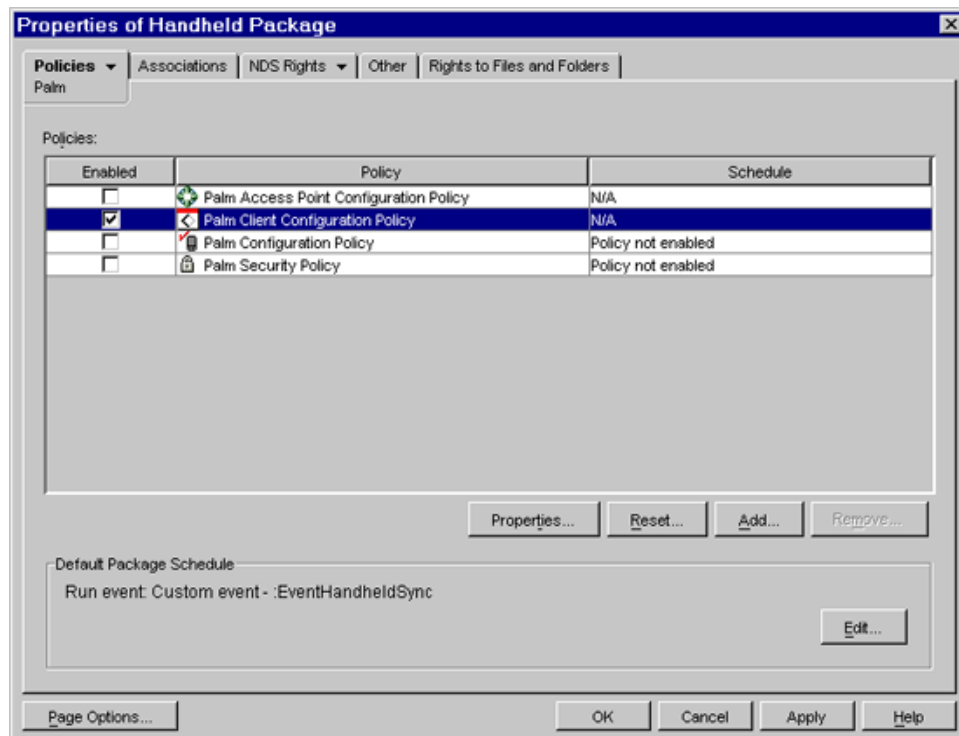 Properties of Handheld Package
Policies Associations NDS Rights Other Rights to Files and Folders
Palm
Policies:
Enabled Policy Schedule
Palm Access Point Configuration Policy N/A
Palm Client Configuration Policy N/A
Palm Configuration Policy Policy not enabled
Palm Security Policy Policy not enabled
Properties... Reset... Add... Remove...
Default Package Schedule
Run event: Custom event - :EventHandheldSync
Edit...
Page Options... OK Cancel Apply Help